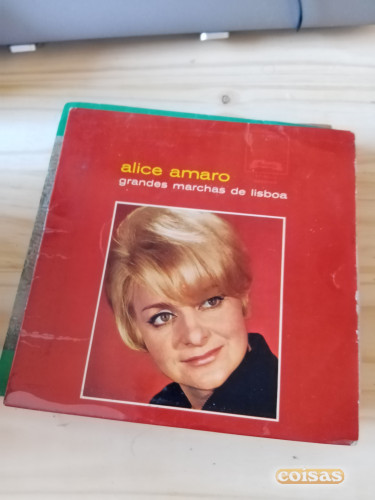 alice amaro
grandes marchas de lisboa
coisas